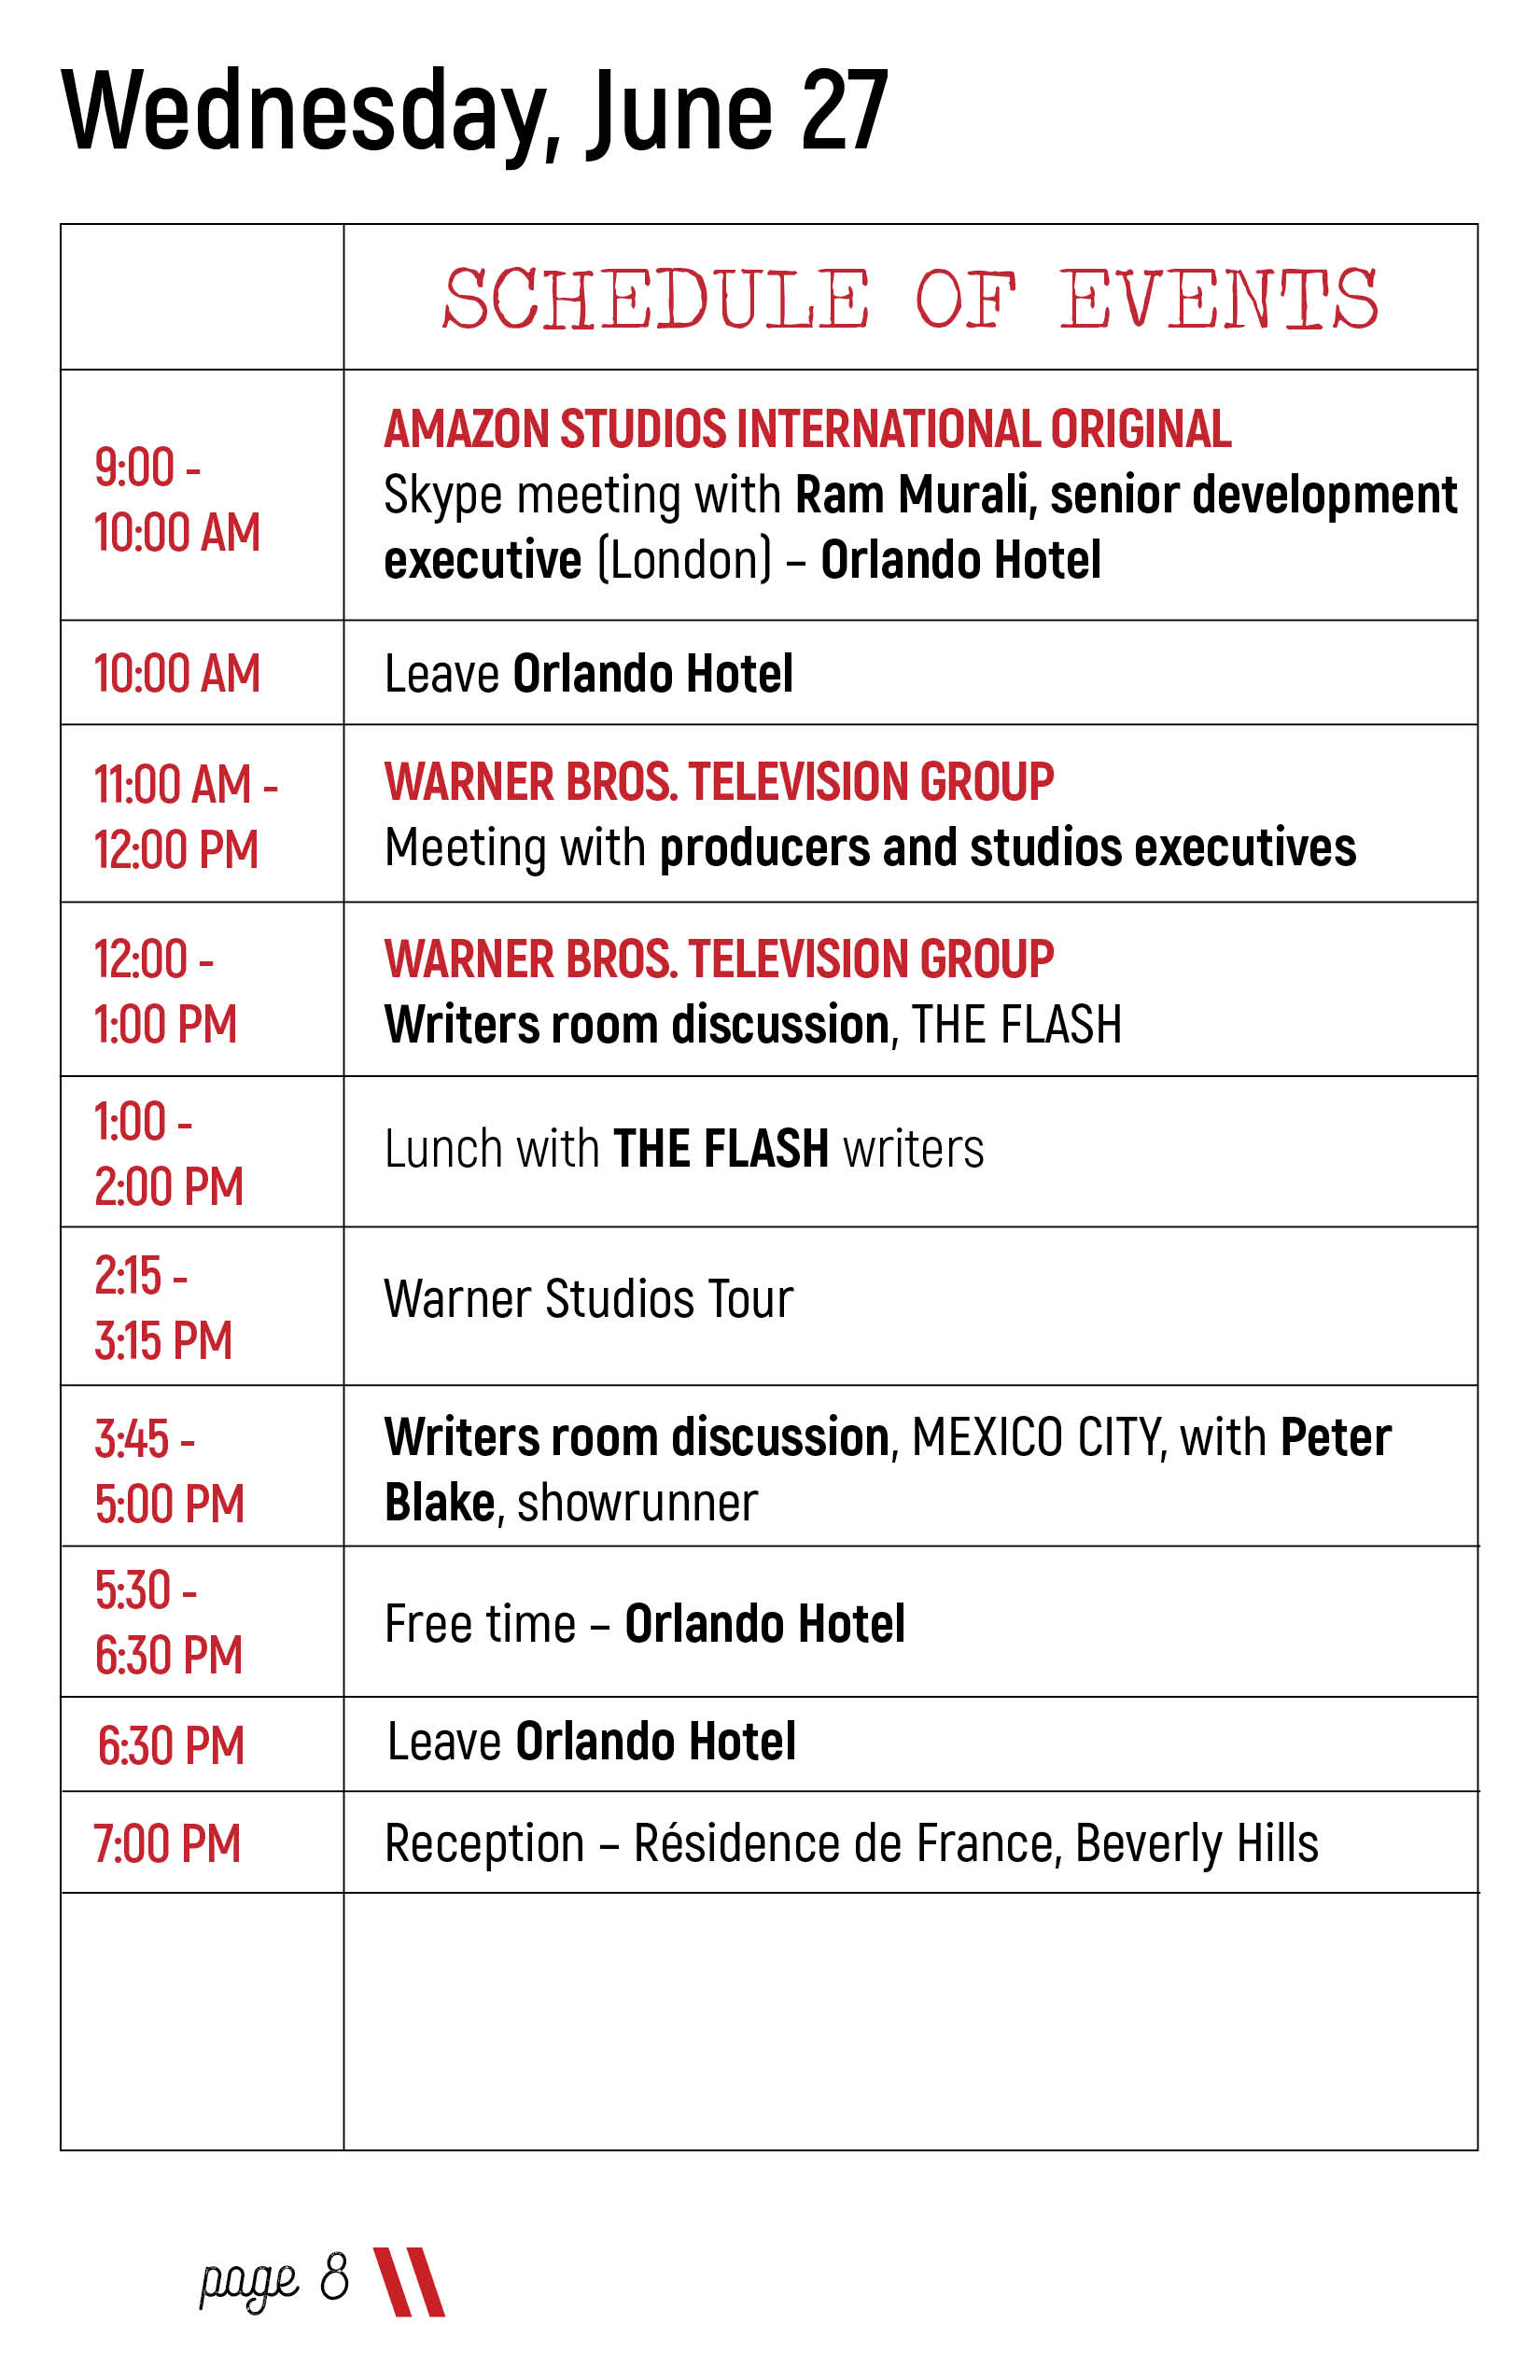 Wednesday, June 27
SCHEDULE OF EVENTS
9:00 -
10:00 AM
AMAZON STUDIOS INTERNATIONAL ORIGINAL
Skype meeting with Ram Murali, senior development
executive (London) – Orlando Hotel
10:00 AM
Leave Orlando Hotel
11:00 AM -
12:00 PM
WARNER BROS. TELEVISION GROUP
Meeting with producers and studios executives
12:00 -
1:00 PM
WARNER BROS. TELEVISION GROUP
Writers room discussion, THE FLASH
1:00 -
2:00 PM
Lunch with THE FLASH writers
2:15 -
3:15 PM
Warner Studios Tour
3:45 -
5:00 PM
Writers room discussion, MEXICO CITY, with Peter
Blake, showrunner
5:30 -
6:30 PM
Free time – Orlando Hotel
6:30 PM
Leave Orlando Hotel
7:00 PM
Reception – Résidence de France, Beverly Hills
page 8